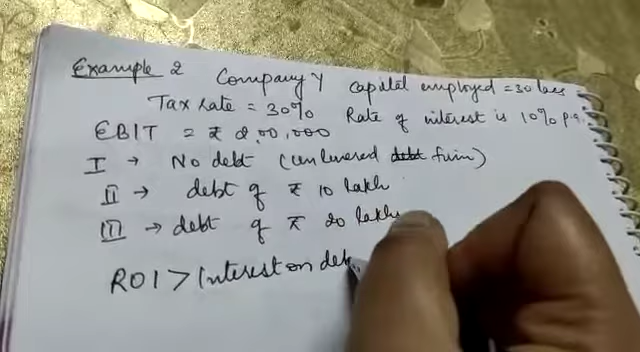 Example 2 Company Y capital employed = 30 lacs
Tax rate = 30% Rate of interest is 10% p.a.
EBIT = ₹ 2,00,000
I → No debt (unlevered debt firm)
II → debt of ₹ 10 lakh
III → debt of ₹ 20 lakhs
ROI > Interest on deb